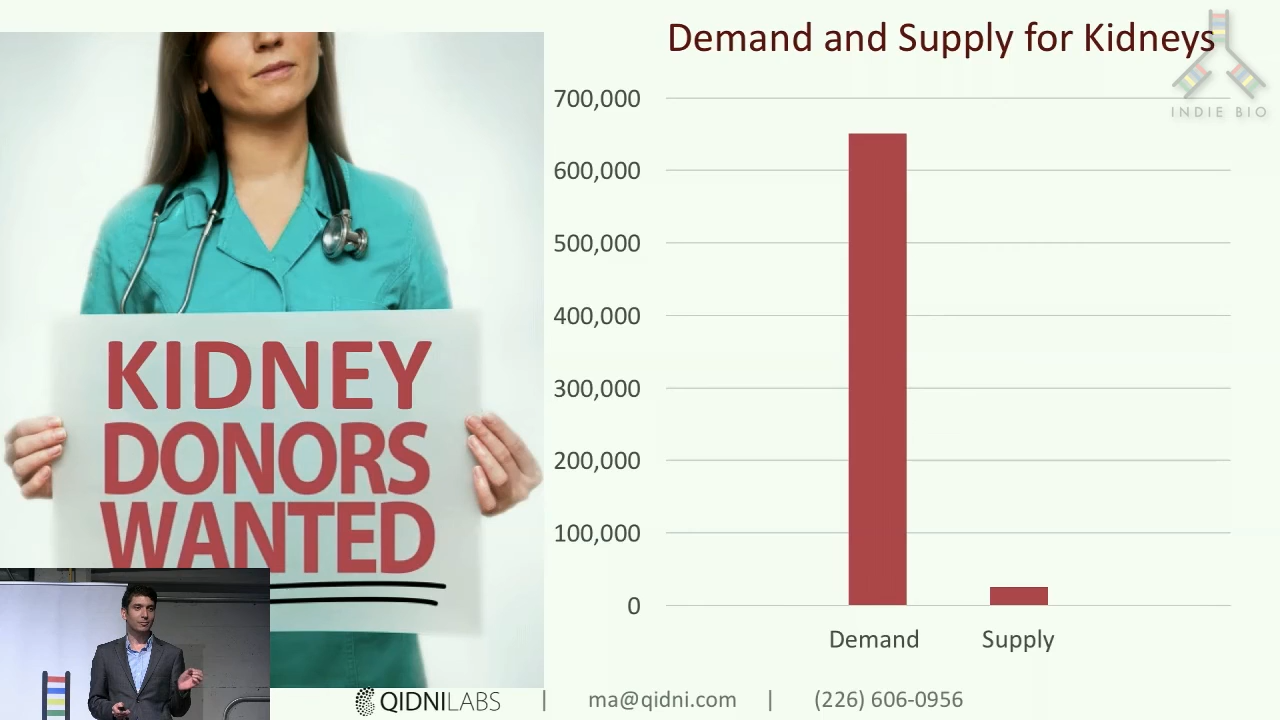 Demand and Supply for Kidneys
INDIE BIO
700,000
600,000
500,000
400,000
300,000
200,000
100,000
0
Demand Supply
KIDNEY
DONORS
WANTED
QIDNILABS | ma@qidni.com | (226) 606-0956